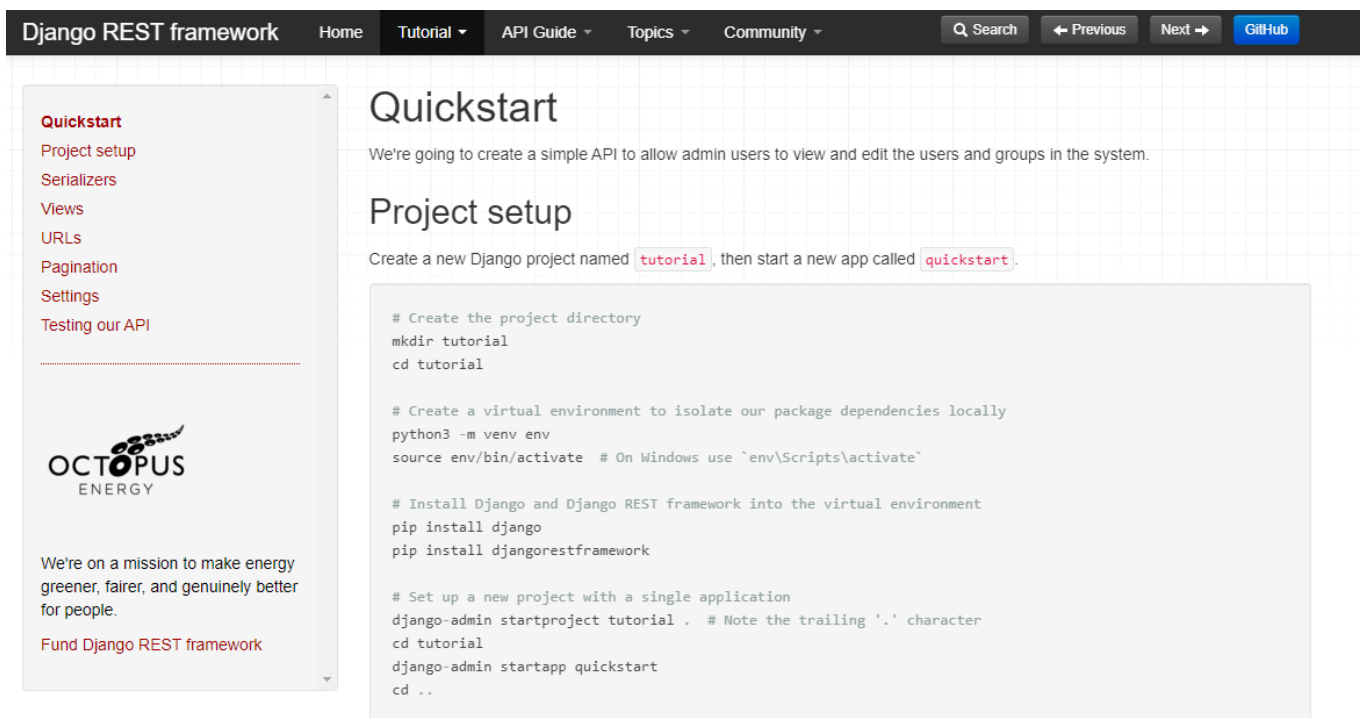 Django REST framework Home Tutorial API Guide Topics Community Search Previous Next GitHub
Quickstart
Project setup
Serializers
Views
URLs
Pagination
Settings
Testing our API
OCTOPUS
ENERGY
We're on a mission to make energy
greener, fairer, and genuinely better
for people.
Fund Django REST framework
Quickstart
We're going to create a simple API to allow admin users to view and edit the users and groups in the system.
Project setup
Create a new Django project named tutorial, then start a new app called quickstart.
# Create the project directory
mkdir tutorial
cd tutorial
# Create a virtual environment to isolate our package dependencies locally
python3 -m venv env
source env/bin/activate  # On Windows use `env\Scripts\activate`
# Install Django and Django REST framework into the virtual environment
pip install django
pip install djangorestframework
# Set up a new project with a single application
django-admin startproject tutorial .  # Note the trailing '.' character
cd tutorial
django-admin startapp quickstart
cd ..